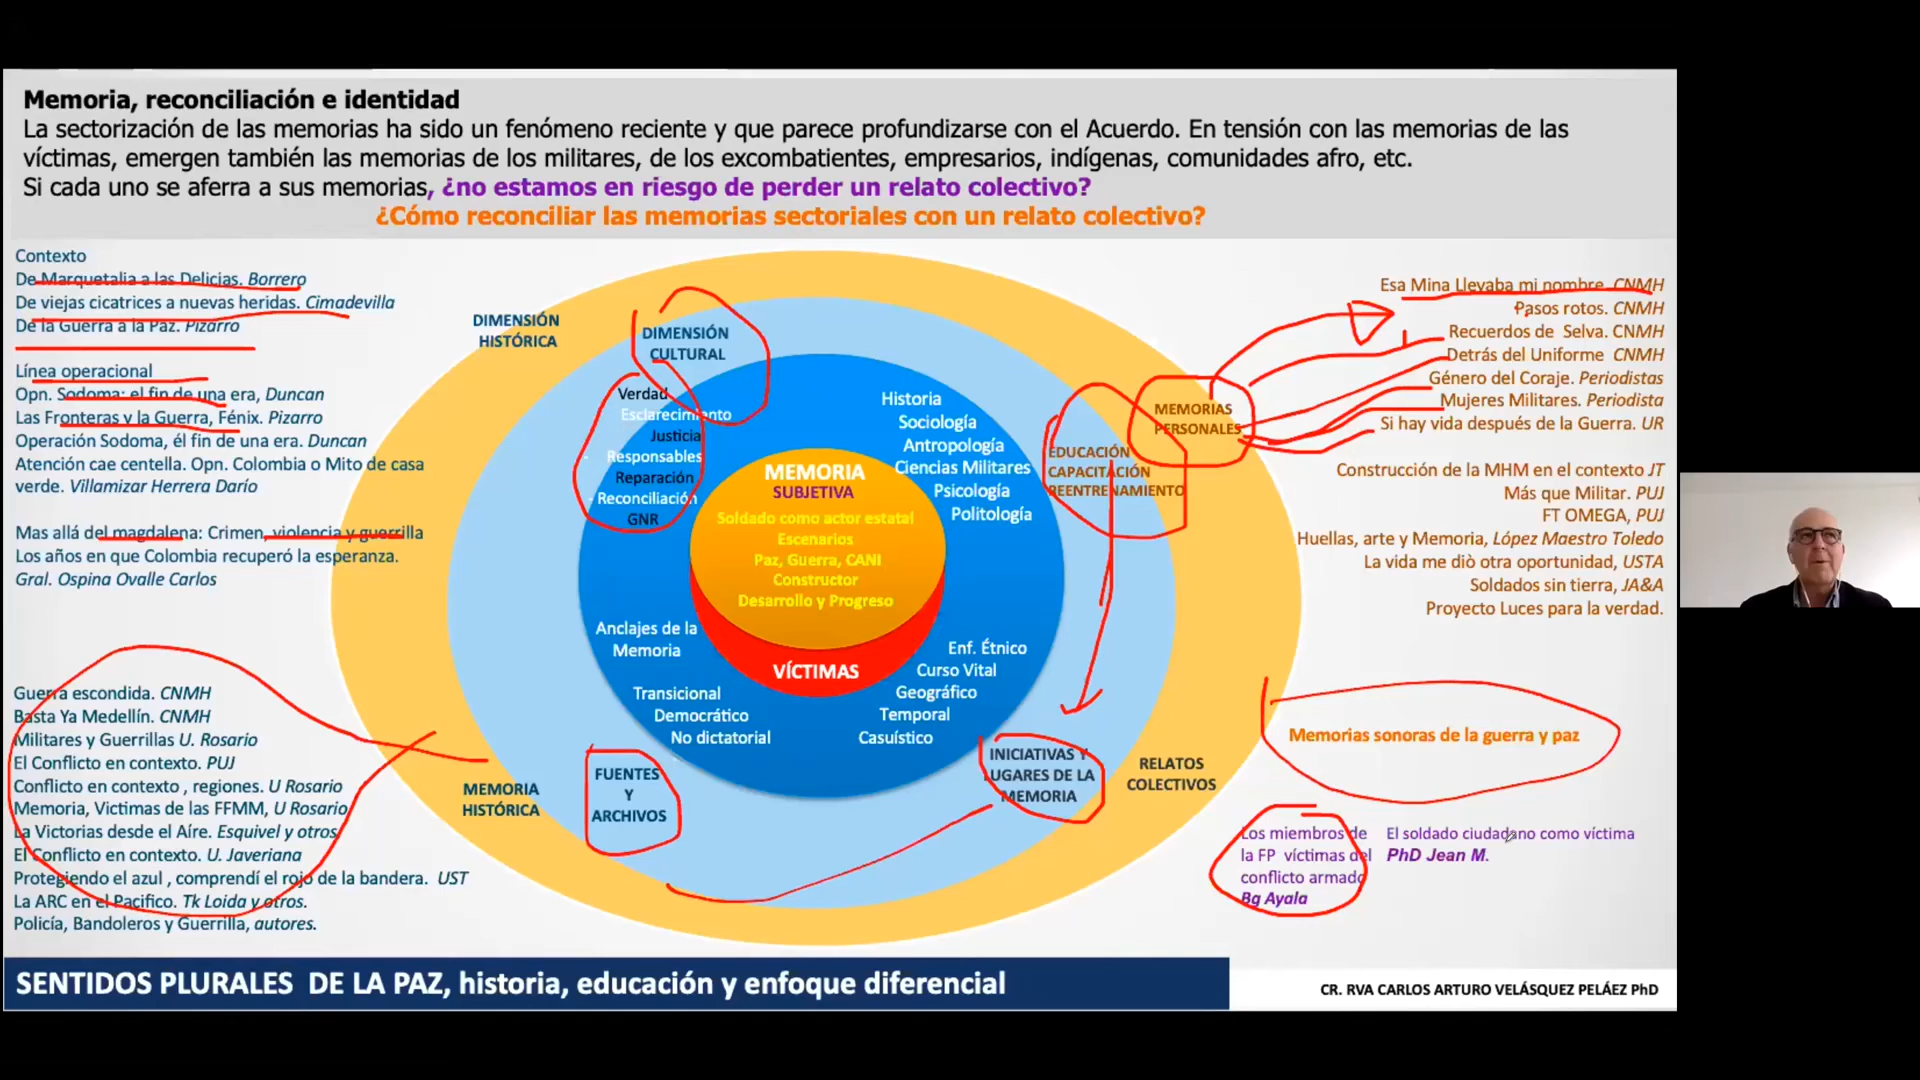 Memoria, reconciliación e identidad
La sectorización de las memorias ha sido un fenómeno reciente y que parece profundizarse con el Acuerdo. En tensión con las memorias de las
víctimas, emergen también las memorias de los militares, de los excombatientes, empresarios, indígenas, comunidades afro, etc.
Si cada uno se aferra a sus memorias, ¿no estamos en riesgo de perder un relato colectivo?
¿Cómo reconciliar las memorias sectoriales con un relato colectivo?
Contexto
De Marquetalia a las Delicias. Borrero
De viejas cicatrices a nuevas heridas. Cimadevilla
De la Guerra a la Paz. Pizarro
Línea operacional
Opn. Sodoma: el fin de una era, Duncan
Las Fronteras y la Guerra, Fénix. Pizarro
Operación Sodoma, él fin de una era. Duncan
Atención cae centella. Opn. Colombia o Mito de casa
verde. Villamizar Herrera Darío
Mas allá del magdalena: Crimen, violencia y guerrilla
Los años en que Colombia recuperó la esperanza.
Gral. Ospina Ovalle Carlos
Guerra escondida. CNMH
Basta Ya Medellín. CNMH
Militares y Guerrillas U. Rosario
El Conflicto en contexto. PUJ
Conflicto en contexto , regiones. U Rosario
Memoria, Victimas de las FFMM, U Rosario
La Victorias desde el Aíre. Esquivel y otros
El Conflicto en contexto. U. Javeriana
Protegiendo el azul , comprendí el rojo de la bandera. UST
La ARC en el Pacifico. Tk Loida y otros.
Policía, Bandoleros y Guerrilla, autores.
DIMENSIÓN
HISTÓRICA
DIMENSIÓN
CULTURAL
Verdad
Esclarecimiento
Justicia
Responsables
Reparación
- Reconciliación
GNR
Historia
Sociología
Antropología
Ciencias Militares
Psicología
Politología
MEMORIA
SUBJETIVA
Soldado como actor estatal
Escenarios
Paz, Guerra, CANI
Constructor
Desarrollo y Progreso
VÍCTIMAS
Anclajes de la
Memoria
Transicional
Democrático
No dictatorial
Enf. Étnico
Curso Vital
Geográfico
Temporal
Casuístico
MEMORIAS
PERSONALES
EDUCACIÓN
CAPACITACIÓN
REENTRENAMIENTO
MEMORIA
HISTÓRICA
FUENTES
Y
ARCHIVOS
INICIATIVAS Y
LUGARES DE LA
MEMORIA
RELATOS
COLECTIVOS
Esa Mina Llevaba mi nombre. CNMH
Pasos rotos. CNMH
Recuerdos de Selva. CNMH
Detrás del Uniforme CNMH
Género del Coraje. Periodistas
Mujeres Militares. Periodista
Si hay vida después de la Guerra. UR
Construcción de la MHM en el contexto JT
Más que Militar. PUJ
FT OMEGA, PUJ
Huellas, arte y Memoria, López Maestro Toledo
La vida me diò otra oportunidad, USTA
Soldados sin tierra, JA&A
Proyecto Luces para la verdad.
Memorias sonoras de la guerra y paz
Los miembros de
la FP víctimas del
conflicto armado
Bg Ayala
El soldado ciudadano como víctima
PhD Jean M.
SENTIDOS PLURALES DE LA PAZ, historia, educación y enfoque diferencial
CR. RVA CARLOS ARTURO VELÁSQUEZ PELÁEZ PhD